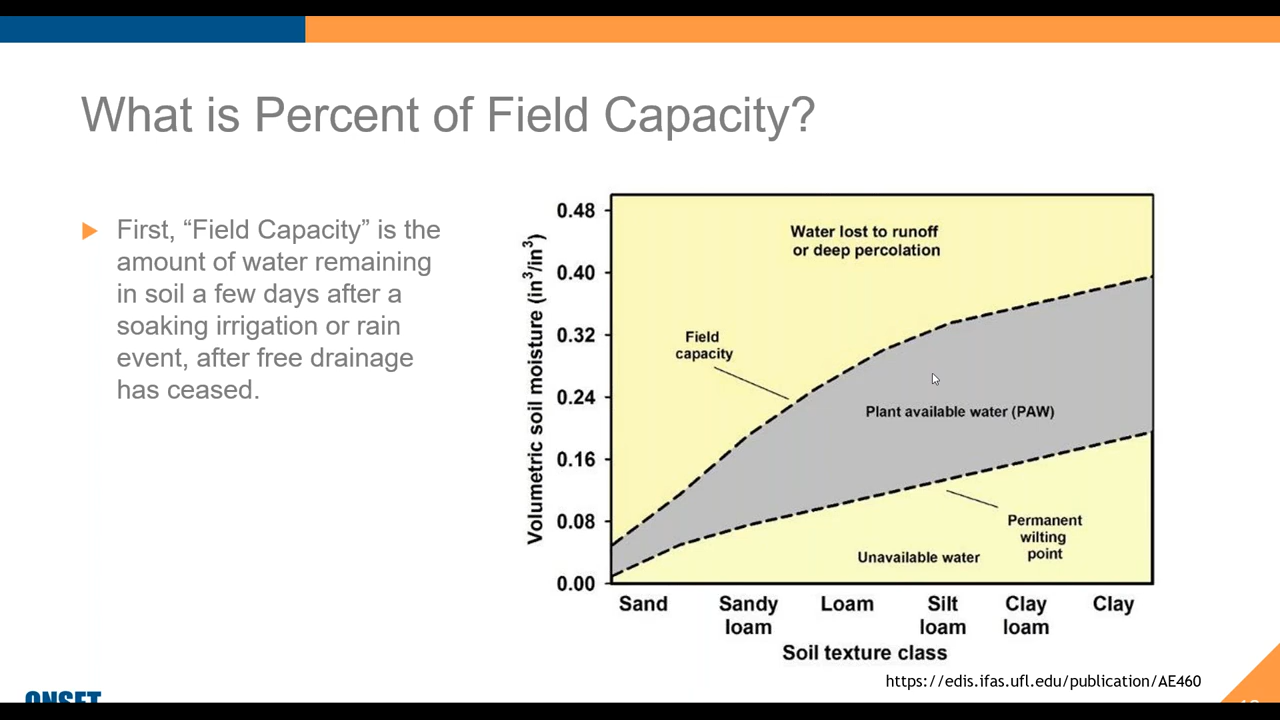 What is Percent of Field Capacity?
First, “Field Capacity” is the
amount of water remaining
in soil a few days after a
soaking irrigation or rain
event, after free drainage
has ceased.
Volumetric soil moisture (in³/in³)
0.48
0.40
0.32
0.24
0.16
0.08
0.00
Water lost to runoff
or deep percolation
Field
capacity
Plant available water (PAW)
Permanent
wilting
point
Unavailable water
Sand
Sandy
loam
Loam
Silt
loam
Clay
loam
Clay
Soil texture class
https://edis.ifas.ufl.edu/publication/AE460
ONSET